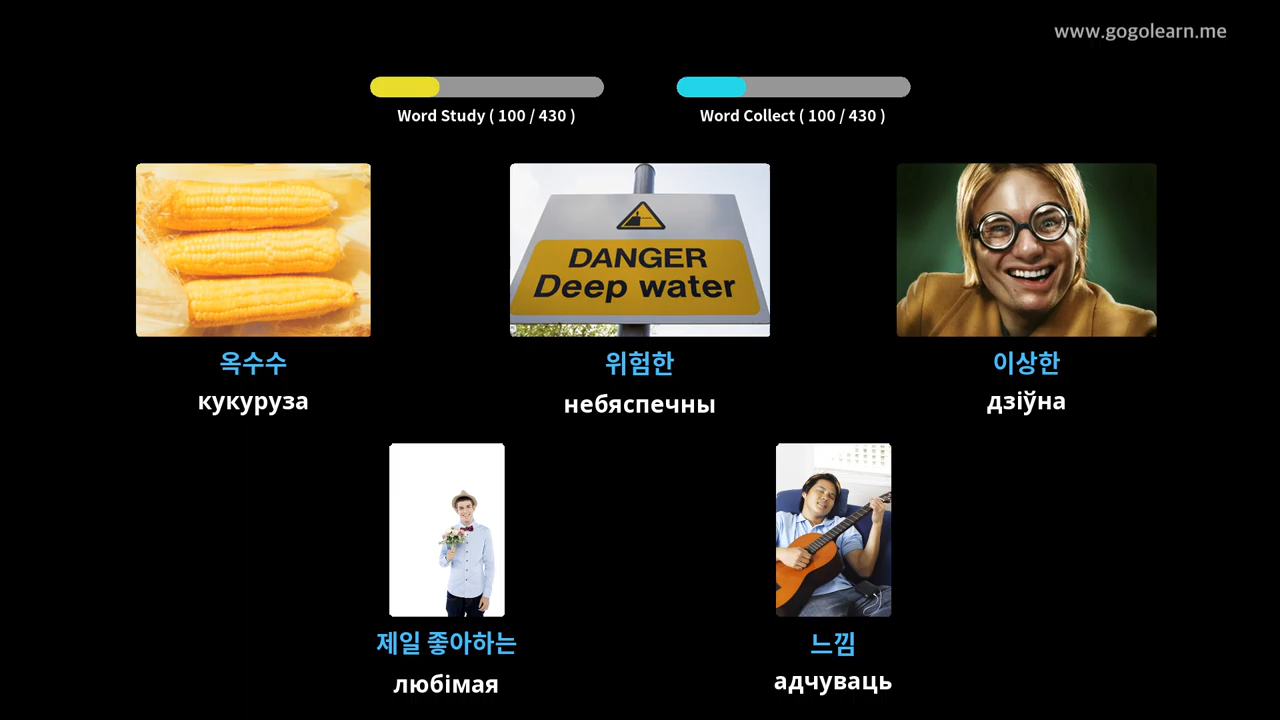 www.gogolearn.me
Word Study ( 100 / 430 )
Word Collect ( 100 / 430 )
DANGER
Deep water
옥수수
위험한
이상한
кукуруза
небяспечны
дзіўна
제일 좋아하는
느낌
любімая
адчуваць